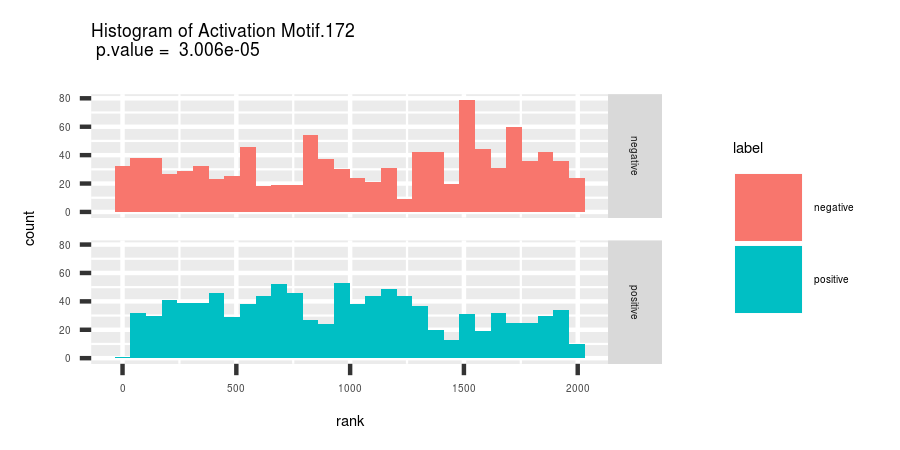 Histogram of Activation Motif.172
p.value = 3.006e-05
80
60
40
20
0
negative
80
60
40
20
0
positive
0 500 1000 1500 2000
rank
count
label
negative
positive